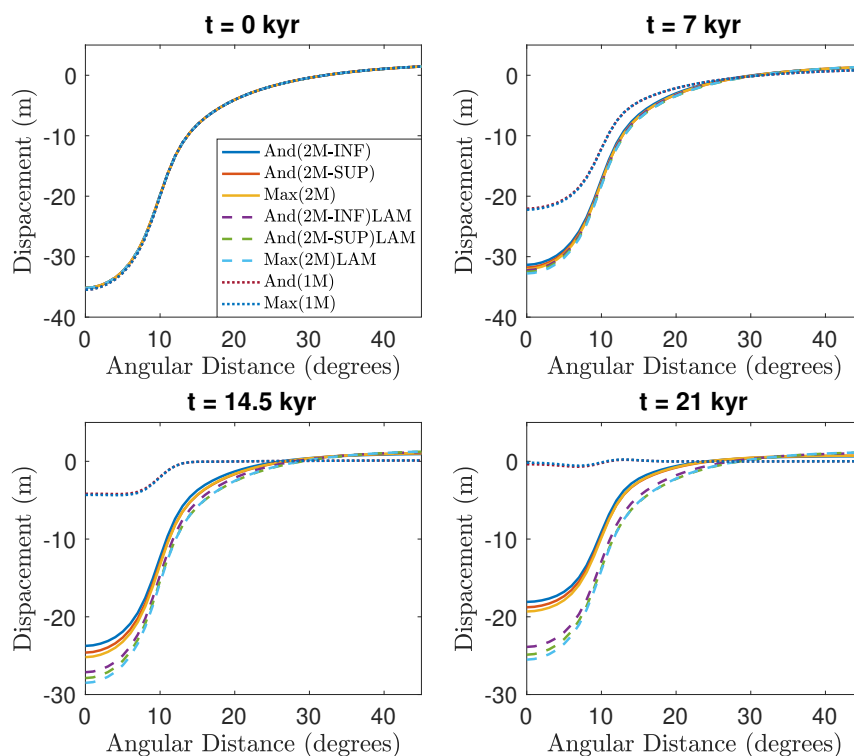 t = 0 kyr
0
-10
-20
-30
-40
Dispacement (m)
And(2M-INF)
And(2M-SUP)
Max(2M)
And(2M-INF)LAM
And(2M-SUP)LAM
Max(2M)LAM
And(1M)
Max(1M)
0 10 20 30 40
Angular Distance (degrees)
t = 7 kyr
0
-10
-20
-30
-40
Dispacement (m)
0 10 20 30 40
Angular Distance (degrees)
t = 14.5 kyr
0
-10
-20
-30
Dispacement (m)
0 10 20 30 40
Angular Distance (degrees)
t = 21 kyr
0
-10
-20
-30
Dispacement (m)
0 10 20 30 40
Angular Distance (degrees)